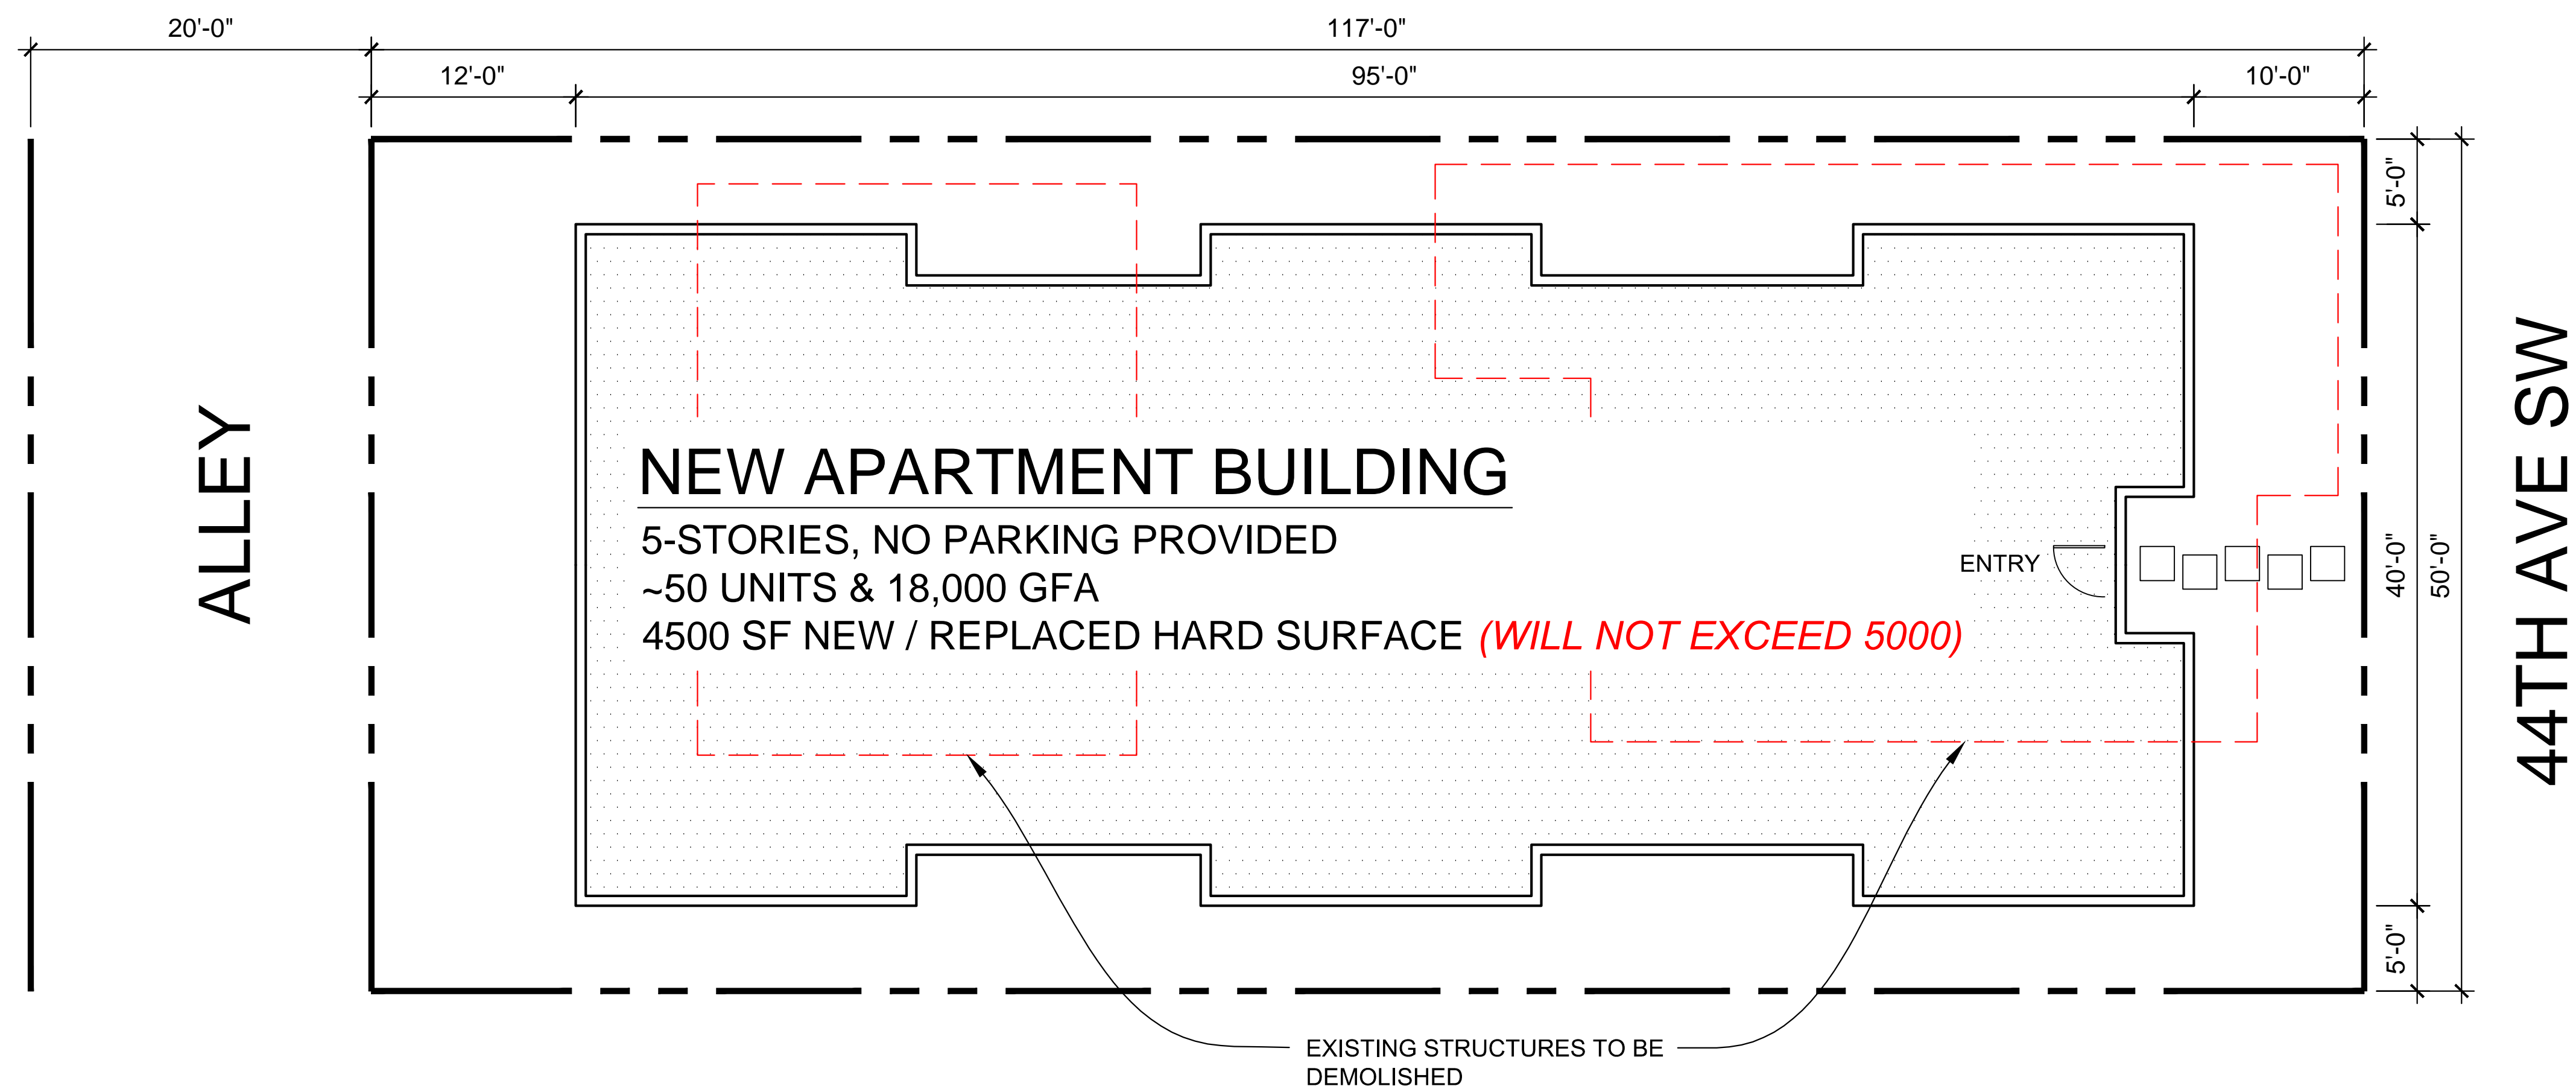 20'-0"
117'-0"
12'-0"
95'-0"
10'-0"
5'-0"
ALLEY
NEW APARTMENT BUILDING
5-STORIES, NO PARKING PROVIDED
~50 UNITS & 18,000 GFA
4500 SF NEW / REPLACED HARD SURFACE (WILL NOT EXCEED 5000)
ENTRY
40'-0"
50'-0"
44TH AVE SW
5'-0"
EXISTING STRUCTURES TO BE
DEMOLISHED